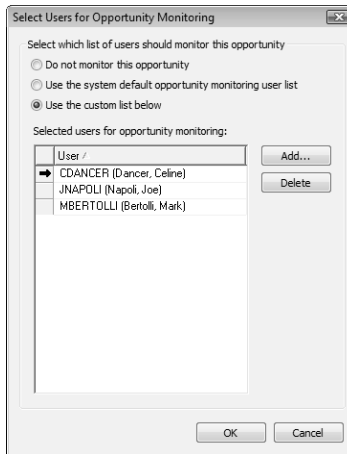 Select Users for Opportunity Monitoring
Select which list of users should monitor this opportunity
Do not monitor this opportunity
Use the system default opportunity monitoring user list
Use the custom list below
Selected users for opportunity monitoring:
User
Add...
CDANCER (Dancer, Celine)
JNAPOLI (Napoli, Joe)
Delete
MBERTOLLI (Bertolli, Mark)
OK Cancel